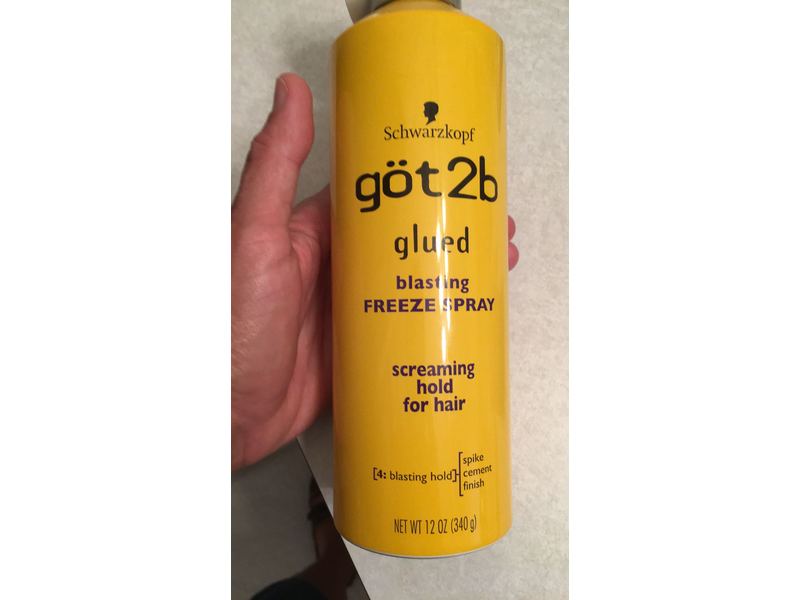 Schwarzkopf
göt2b
glued
blasting
FREEZE SPRAY
screaming
hold
for hair
[4: blasting hold]
spike
cement
finish
NET WT 12 OZ (340 g)